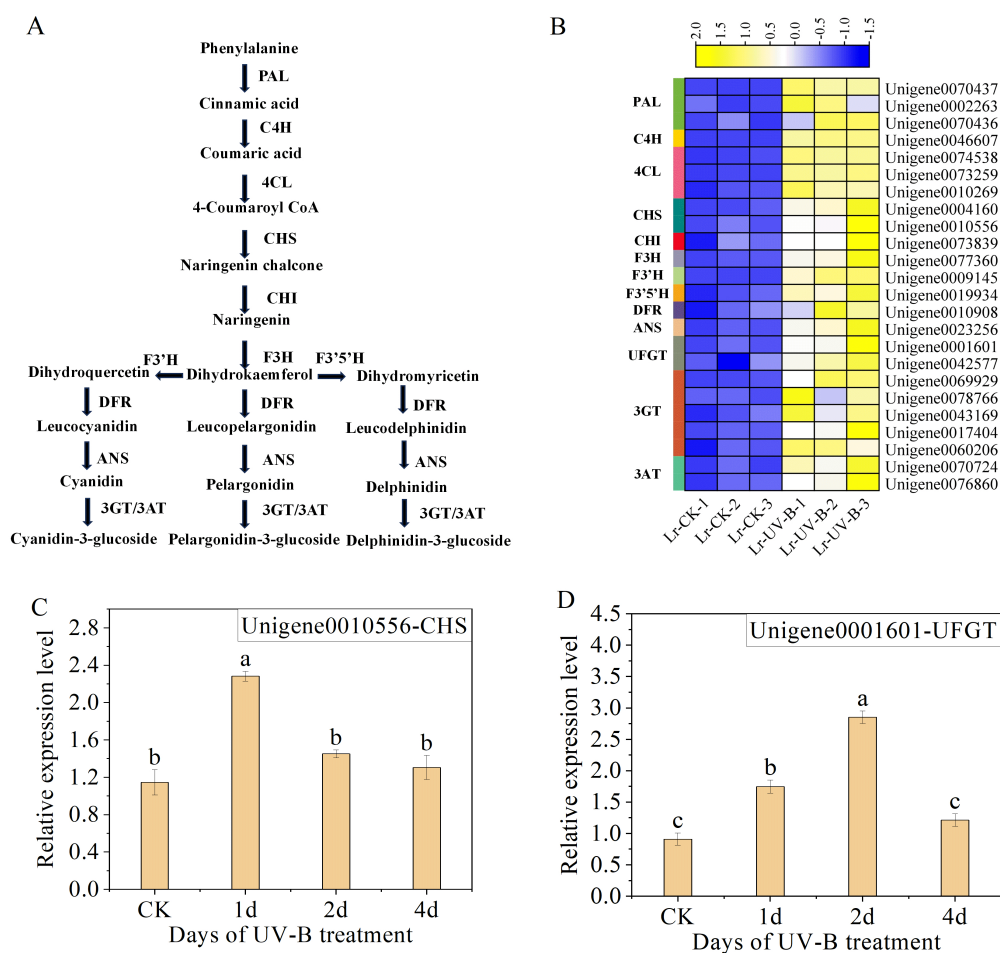 A
Phenylalanine
PAL
Cinnamic acid
C4H
Coumaric acid
4CL
4-Coumaroyl CoA
CHS
Naringenin chalcone
CHI
Naringenin
F3'H F3H F3'5'H
Dihydroquercetin Dihydrokaemferol Dihydromyricetin
DFR DFR DFR
Leucocyanidin Leucopelargonidin Leucodelphinidin
ANS ANS ANS
Cyanidin Pelargonidin Delphinidin
3GT/3AT 3GT/3AT 3GT/3AT
Cyanidin-3-glucoside Pelargonidin-3-glucoside Delphinidin-3-glucoside
B
2.0 1.5 1.0 0.5 0.0 -0.5 -1.0 -1.5
PAL
C4H
4CL
CHS
CHI
F3H
F3'H
F3'5'H
DFR
ANS
UFGT
3GT
3AT
Unigene0070437
Unigene0002263
Unigene0070436
Unigene0046607
Unigene0074538
Unigene0073259
Unigene0010269
Unigene0004160
Unigene0010556
Unigene0073839
Unigene0077360
Unigene0009145
Unigene0019934
Unigene0010908
Unigene0023256
Unigene0001601
Unigene0042577
Unigene0069929
Unigene0078766
Unigene0043169
Unigene0017404
Unigene0060206
Unigene0070724
Unigene0076860
Lr-CK-1 Lr-CK-2 Lr-CK-3 Lr-UV-B-1 Lr-UV-B-2 Lr-UV-B-3
C
Unigene0010556-CHS
Relative expression level
2.8
2.4
2.0
1.6
1.2
0.8
0.4
0.0
b a b b
CK 1d 2d 4d
Days of UV-B treatment
D
Unigene0001601-UFGT
Relative expression level
4.5
4.0
3.5
3.0
2.5
2.0
1.5
1.0
0.5
0.0
c b a c
CK 1d 2d 4d
Days of UV-B treatment